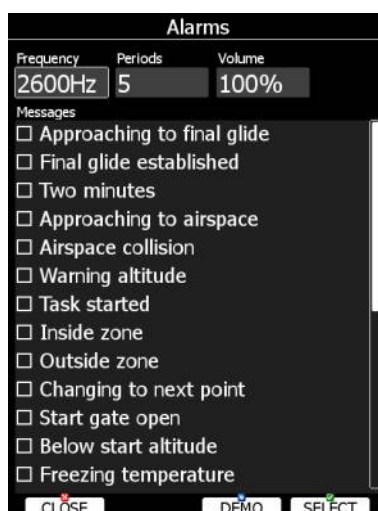 Alarms
Frequency Periods Volume
2600Hz 5 100%
Messages
Approaching to final glide
Final glide established
Two minutes
Approaching to airspace
Airspace collision
Warning altitude
Task started
Inside zone
Outside zone
Changing to next point
Start gate open
Below start altitude
Freezing temperature
CLOSE DEMO SELECT